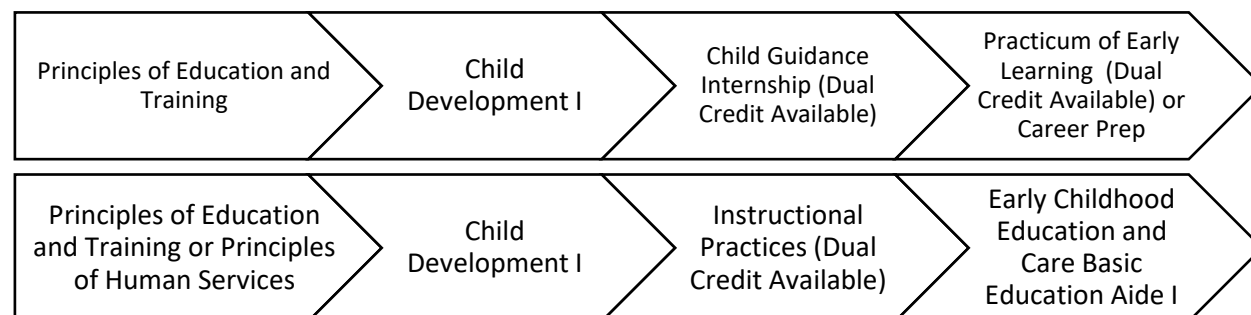 Principles of Education and
Training
Child
Development I
Child Guidance
Internship (Dual
Credit Available)
Practicum of Early
Learning (Dual
Credit Available) or
Career Prep
Principles of Education
and Training or Principles
of Human Services
Child
Development I
Instructional
Practices (Dual
Credit Available)
Early Childhood
Education and
Care Basic
Education Aide I